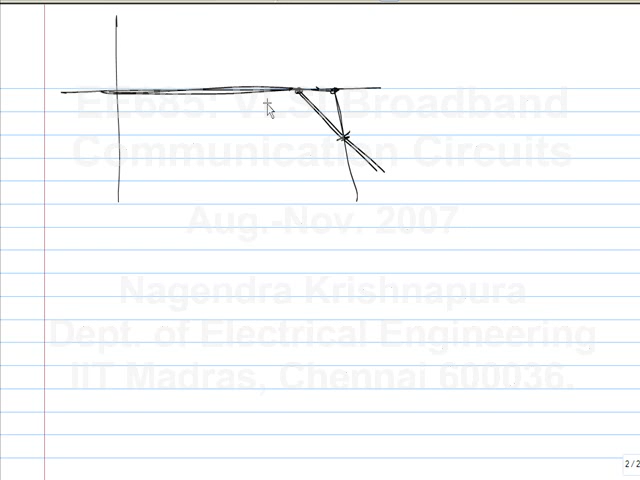 EE685: VLSI Broadband
Communication Circuits
Aug.-Nov. 2007
Nagendra Krishnapura
Dept. of Electrical Engineering
IIT Madras, Chennai 600036.
2 / 2